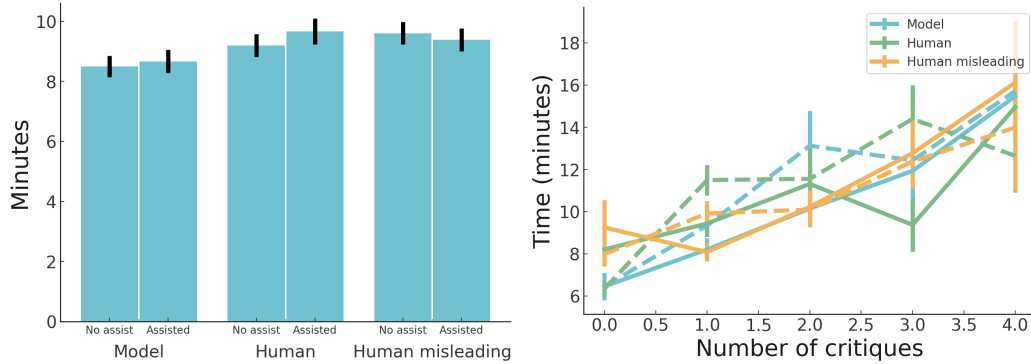 Minutes
10
8
6
4
2
0
No assist Assisted No assist Assisted No assist Assisted
Model Human Human misleading
Time (minutes)
18
16
14
12
10
8
6
Model
Human
Human misleading
0.0 0.5 1.0 1.5 2.0 2.5 3.0 3.5 4.0
Number of critiques